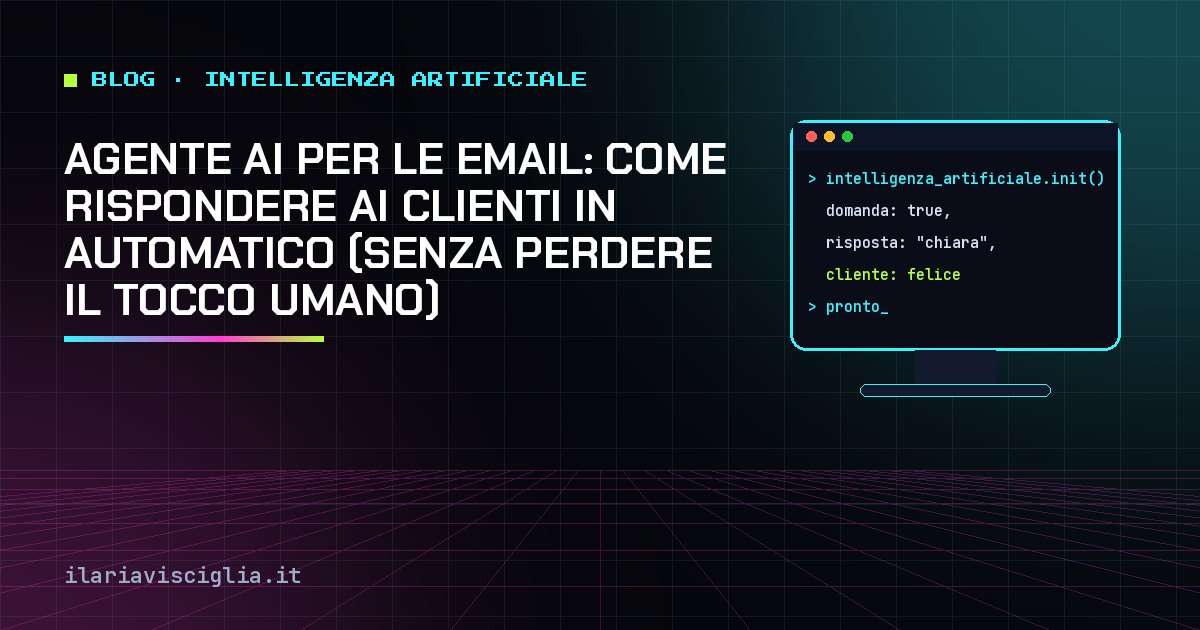 BLOG · INTELLIGENZA ARTIFICIALE
AGENTE AI PER LE EMAIL: COME
RISPONDERE AI CLIENTI IN
AUTOMATICO (SENZA PERDERE
IL TOCCO UMANO)
> intelligenza_artificiale.init()
domanda: true,
risposta: "chiara",
cliente: felice
> pronto_
ilariavisciglia.it